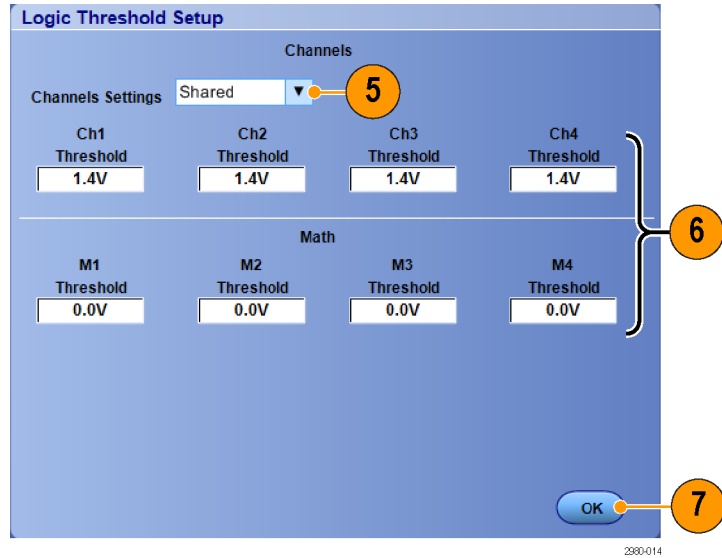 Logic Threshold Setup
Channels
Channels Settings Shared ▼ 5
Ch1 Ch2 Ch3 Ch4
Threshold Threshold Threshold Threshold
1.4V 1.4V 1.4V 1.4V
6
Math
M1 M2 M3 M4
Threshold Threshold Threshold Threshold
0.0V 0.0V 0.0V 0.0V
OK 7
2980-014